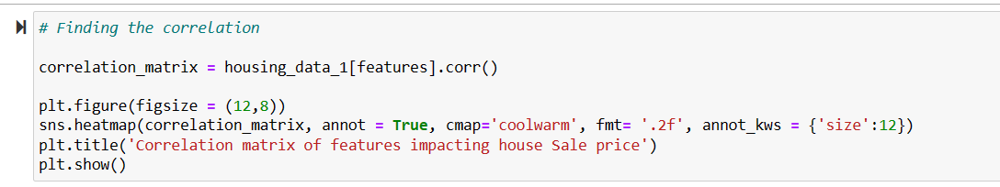 # Finding the correlation
correlation_matrix = housing_data_1[features].corr()
plt.figure(figsize = (12,8))
sns.heatmap(correlation_matrix, annot = True, cmap='coolwarm', fmt= '.2f', annot_kws = {'size':12})
plt.title('Correlation matrix of features impacting house Sale price')
plt.show()